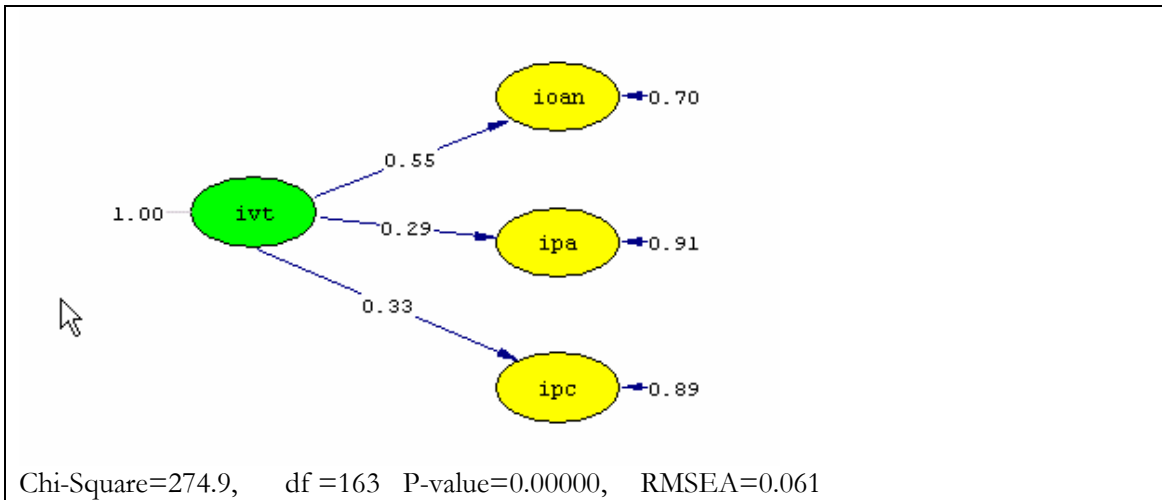 ioan
0.70
0.55
1.00
ivt
0.29
ipa
0.91
0.33
ipc
0.89
Chi-Square=274.9, df =163 P-value=0.00000, RMSEA=0.061